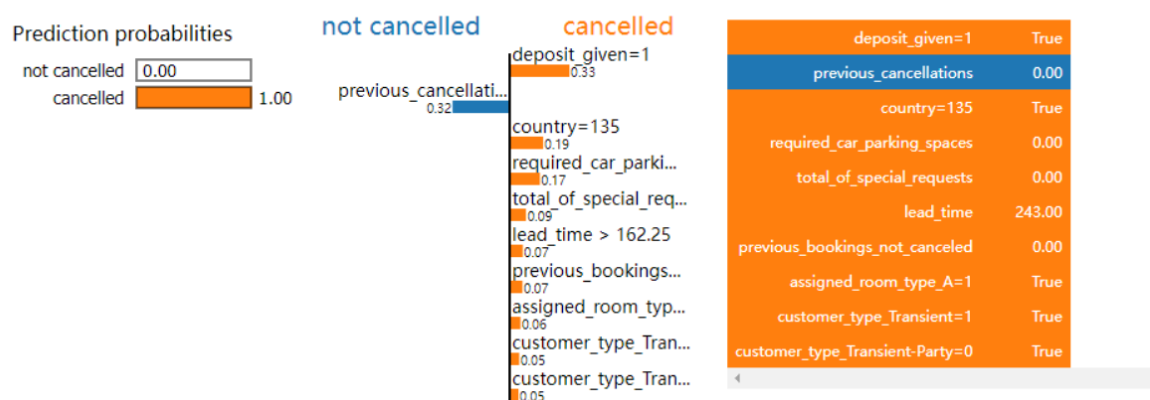 Prediction probabilities
not cancelled 0.00
cancelled 1.00
not cancelled cancelled
deposit_given=1
0.33
previous_cancellati...
0.32
country=135
0.19
required_car_parki...
0.17
total_of_special_req...
0.09
lead_time > 162.25
0.07
previous_bookings...
0.07
assigned_room_typ...
0.06
customer_type_Tran...
0.05
customer_type_Tran...
0.05
deposit_given=1 True
previous_cancellations 0.00
country=135 True
required_car_parking_spaces 0.00
total_of_special_requests 0.00
lead_time 243.00
previous_bookings_not_canceled 0.00
assigned_room_type_A=1 True
customer_type_Transient=1 True
customer_type_Transient-Party=0 True